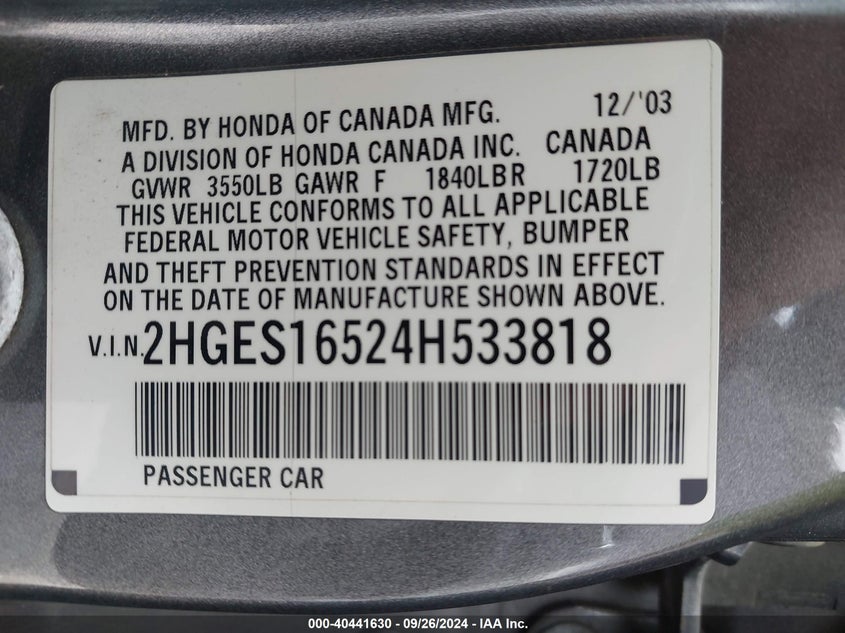 12/'03
MFD. BY HONDA OF CANADA MFG.
A DIVISION OF HONDA CANADA INC. CANADA
GVWR 3550LB GAWR F 1840LB R 1720LB
THIS VEHICLE CONFORMS TO ALL APPLICABLE
FEDERAL MOTOR VEHICLE SAFETY, BUMPER
AND THEFT PREVENTION STANDARDS IN EFFECT
ON THE DATE OF MANUFACTURE SHOWN ABOVE.
V.I.N. 2HGES16524H533818
PASSENGER CAR
000-40441630 - 09/26/2024 - IAA Inc.